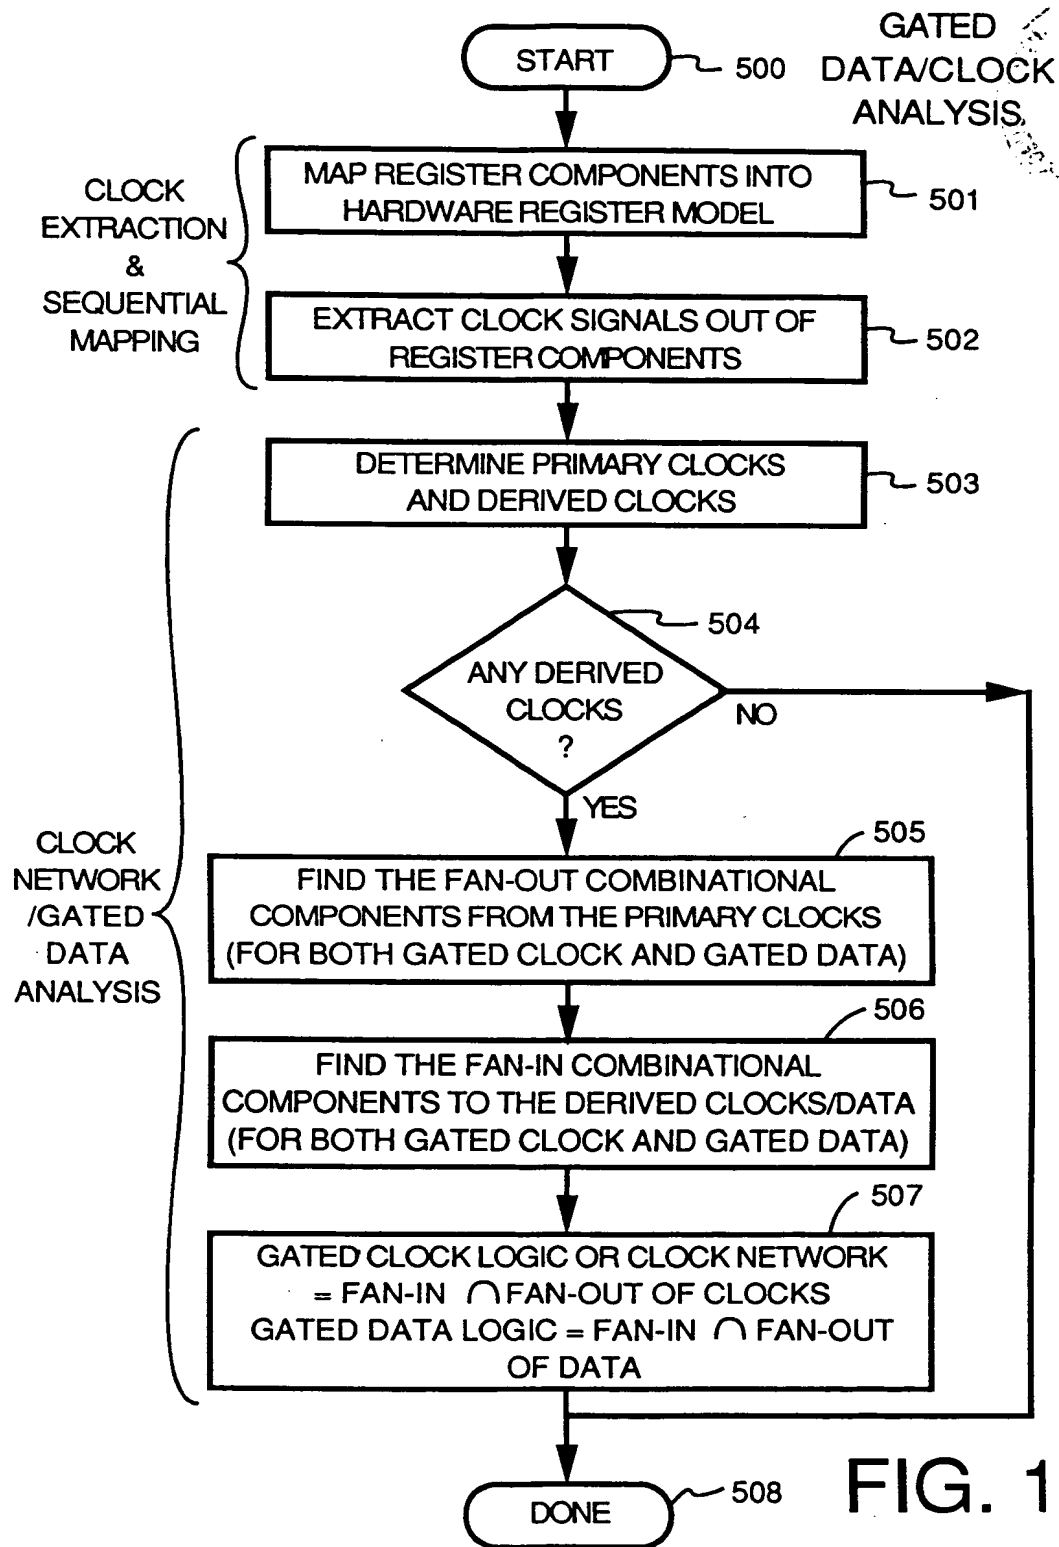 GATED
DATA/CLOCK
ANALYSIS
START
500
MAP REGISTER COMPONENTS INTO
HARDWARE REGISTER MODEL
501
CLOCK
EXTRACTION
&
SEQUENTIAL
MAPPING
EXTRACT CLOCK SIGNALS OUT OF
REGISTER COMPONENTS
502
DETERMINE PRIMARY CLOCKS
AND DERIVED CLOCKS
503
504
ANY DERIVED
CLOCKS
?
NO
YES
CLOCK
NETWORK
/GATED
DATA
ANALYSIS
505
FIND THE FAN-OUT COMBINATIONAL
COMPONENTS FROM THE PRIMARY CLOCKS
(FOR BOTH GATED CLOCK AND GATED DATA)
506
FIND THE FAN-IN COMBINATIONAL
COMPONENTS TO THE DERIVED CLOCKS/DATA
(FOR BOTH GATED CLOCK AND GATED DATA)
507
GATED CLOCK LOGIC OR CLOCK NETWORK
= FAN-IN ∩ FAN-OUT OF CLOCKS
GATED DATA LOGIC = FAN-IN ∩ FAN-OUT
OF DATA
DONE
508
FIG. 1